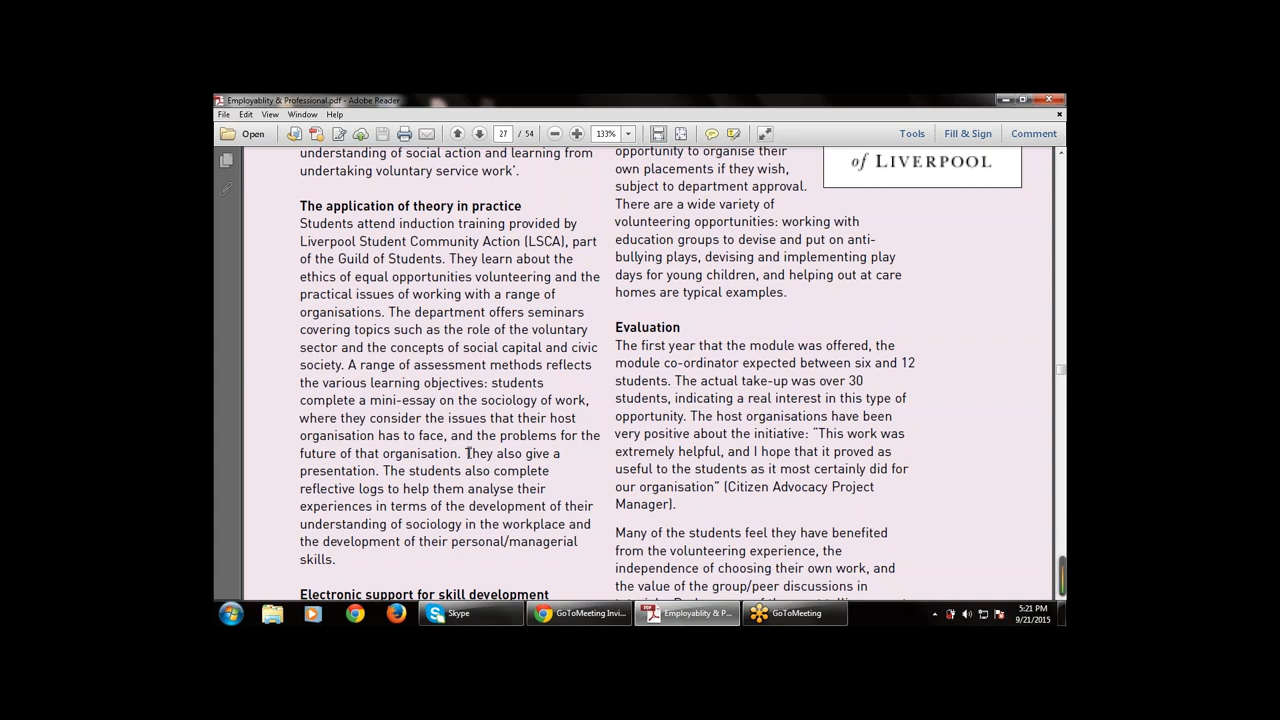 Employablity & Professional.pdf - Adobe Reader
File Edit View Window Help
Open 27 / 54 133% Tools Fill & Sign Comment
understanding of social action and learning from
undertaking voluntary service work’.
The application of theory in practice
Students attend induction training provided by
Liverpool Student Community Action (LSCA), part
of the Guild of Students. They learn about the
ethics of equal opportunities volunteering and the
practical issues of working with a range of
organisations. The department offers seminars
covering topics such as the role of the voluntary
sector and the concepts of social capital and civic
society. A range of assessment methods reflects
the various learning objectives: students
complete a mini-essay on the sociology of work,
where they consider the issues that their host
organisation has to face, and the problems for the
future of that organisation. They also give a
presentation. The students also complete
reflective logs to help them analyse their
experiences in terms of the development of their
understanding of sociology in the workplace and
the development of their personal/managerial
skills.
Electronic support for skill development
opportunity to organise their
own placements if they wish,
subject to department approval.
There are a wide variety of
volunteering opportunities: working with
education groups to devise and put on anti-
bullying plays, devising and implementing play
days for young children, and helping out at care
homes are typical examples.
of LIVERPOOL
Evaluation
The first year that the module was offered, the
module co-ordinator expected between six and 12
students. The actual take-up was over 30
students, indicating a real interest in this type of
opportunity. The host organisations have been
very positive about the initiative: “This work was
extremely helpful, and I hope that it proved as
useful to the students as it most certainly did for
our organisation” (Citizen Advocacy Project
Manager).
Many of the students feel they have benefited
from the volunteering experience, the
independence of choosing their own work, and
the value of the group/peer discussions in
Skype GoToMeeting Invi... Employablity & P... GoToMeeting
5:21 PM
9/21/2015